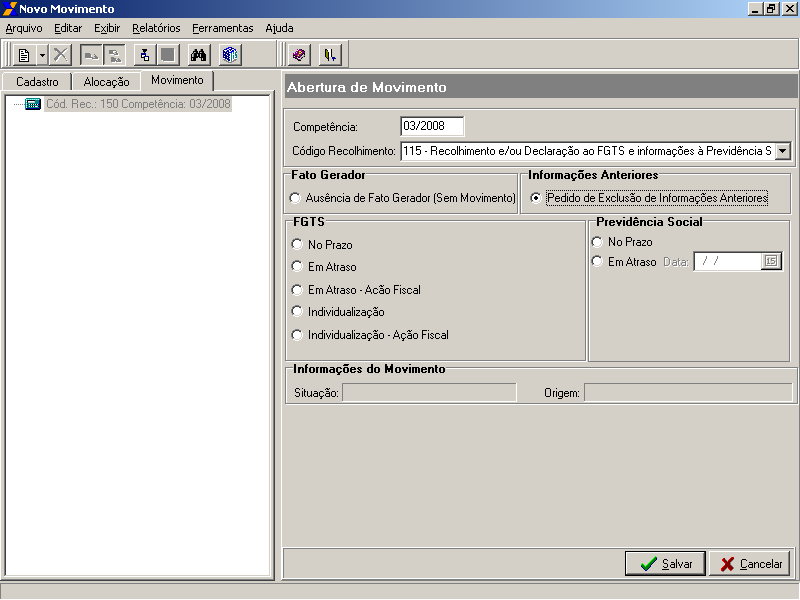 Novo Movimento
Arquivo Editar Exibir Relatórios Ferramentas Ajuda
Cadastro Alocação Movimento
Cód. Rec.: 150 Competência: 03/2008
Abertura de Movimento
Competência: 03/2008
Código Recolhimento: 115 - Recolhimento e/ou Declaração ao FGTS e informações à Previdência S
Fato Gerador
Ausência de Fato Gerador (Sem Movimento)
Informações Anteriores
Pedido de Exclusão de Informações Anteriores
FGTS
No Prazo
Em Atraso
Em Atraso - Acão Fiscal
Individualização
Individualização - Ação Fiscal
Previdência Social
No Prazo
Em Atraso Data: / / 15
Informações do Movimento
Situação: Origem:
Salvar Cancelar